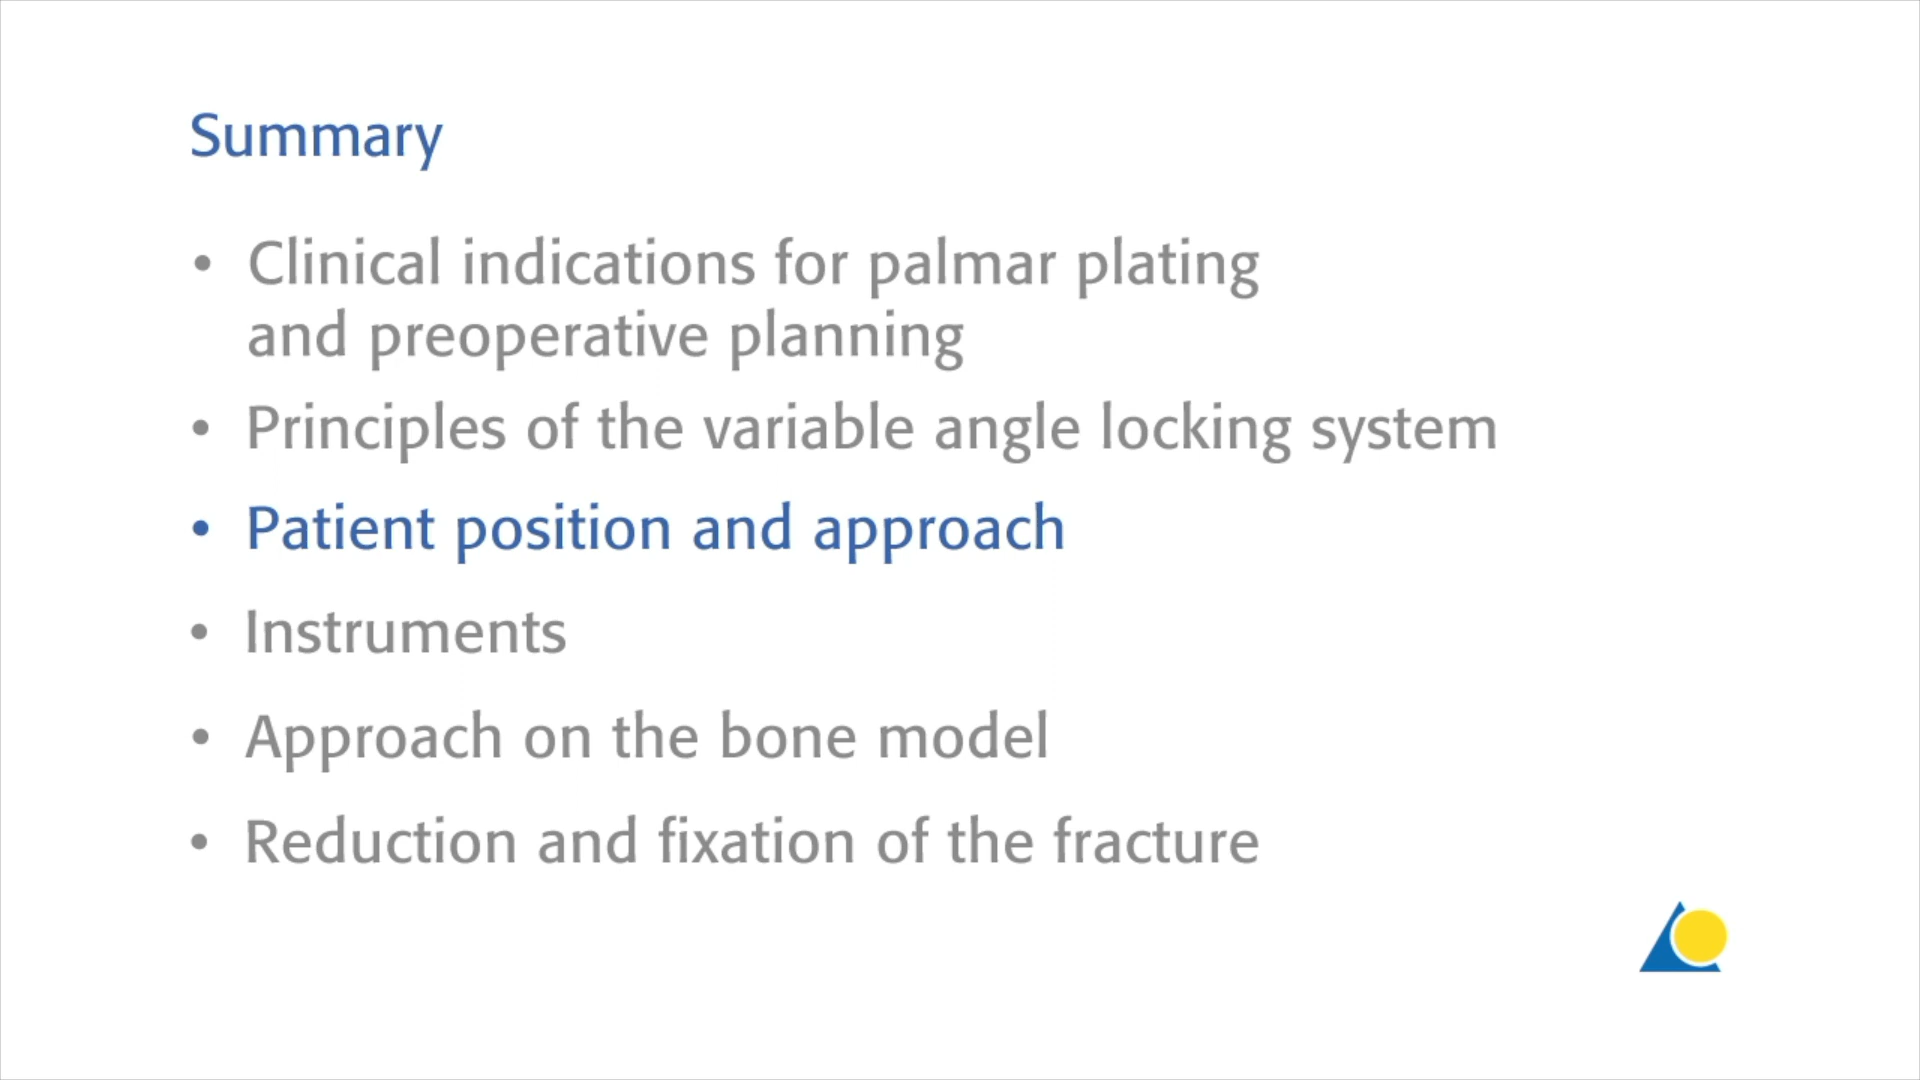 Summary
• Clinical indications for palmar plating
and preoperative planning
• Principles of the variable angle locking system
• Patient position and approach
• Instruments
• Approach on the bone model
• Reduction and fixation of the fracture